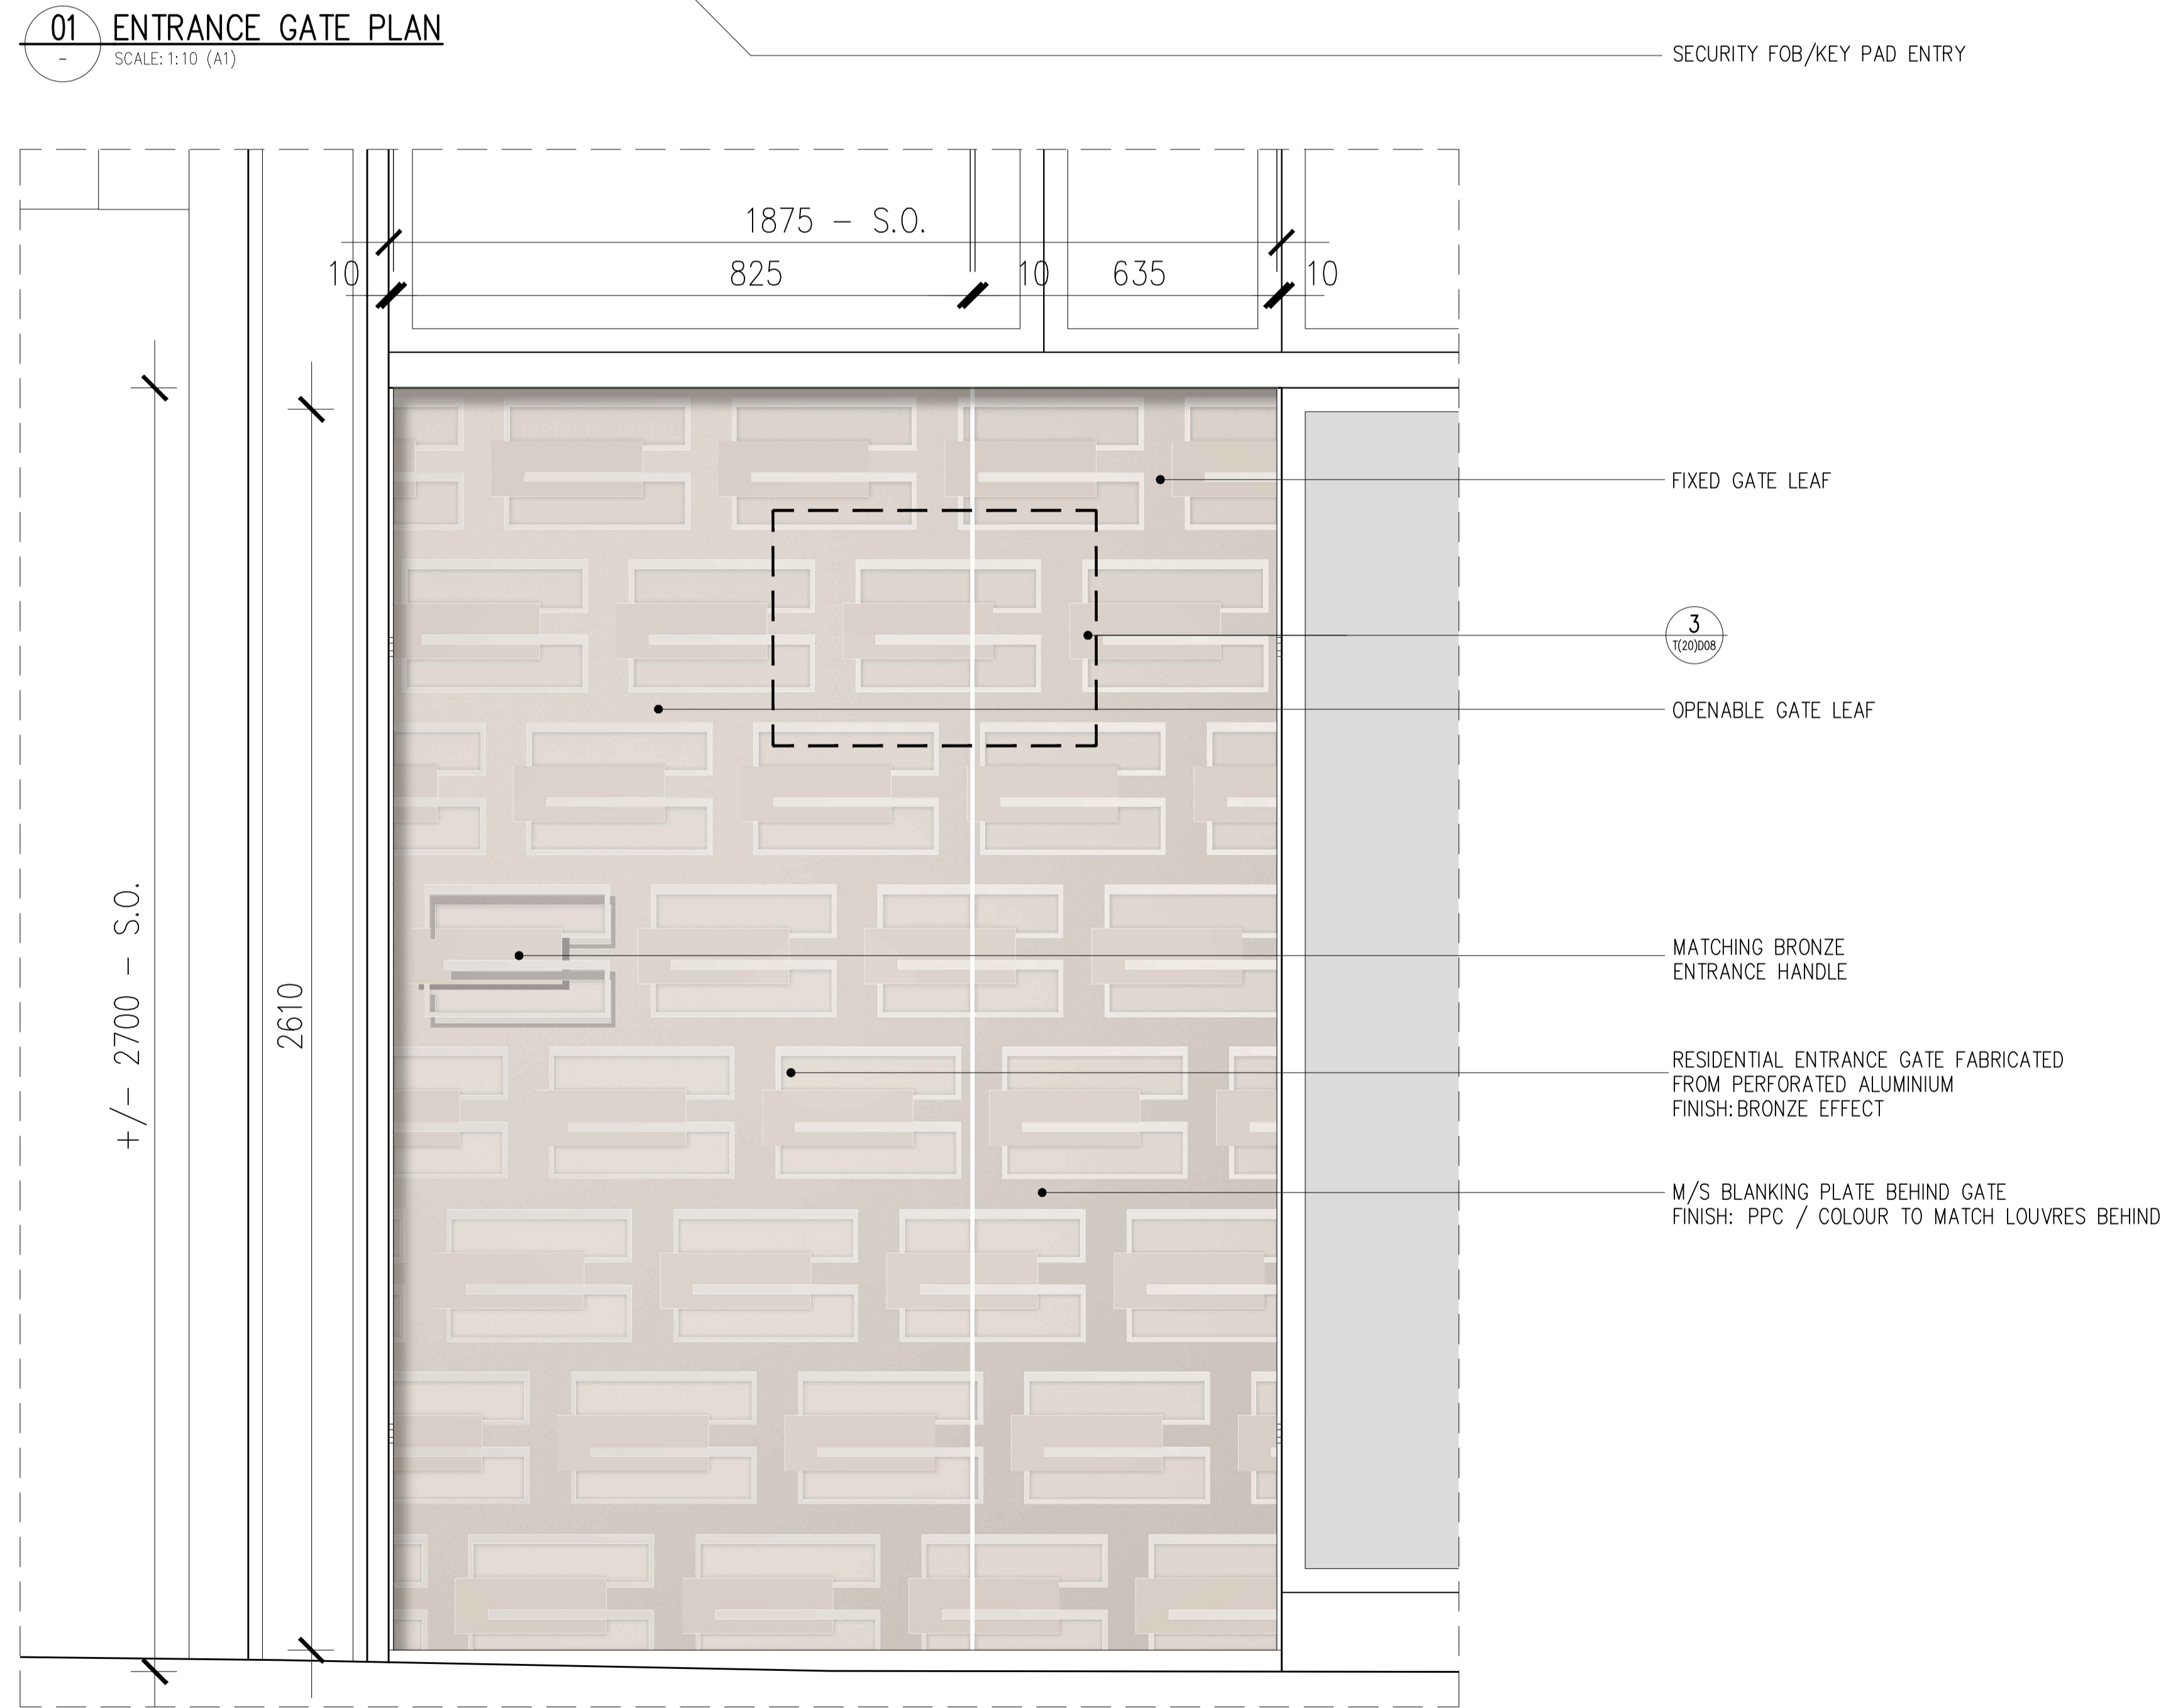 01 ENTRANCE GATE PLAN
-
SCALE: 1:10 (A1)
SECURITY FOB/KEY PAD ENTRY
1875 - S.O.
10 825 10 635 10
FIXED GATE LEAF
3
T(20)D08
OPENABLE GATE LEAF
+/- 2700 - S.O.
2610
MATCHING BRONZE
ENTRANCE HANDLE
RESIDENTIAL ENTRANCE GATE FABRICATED
FROM PERFORATED ALUMINIUM
FINISH: BRONZE EFFECT
M/S BLANKING PLATE BEHIND GATE
FINISH: PPC / COLOUR TO MATCH LOUVRES BEHIND